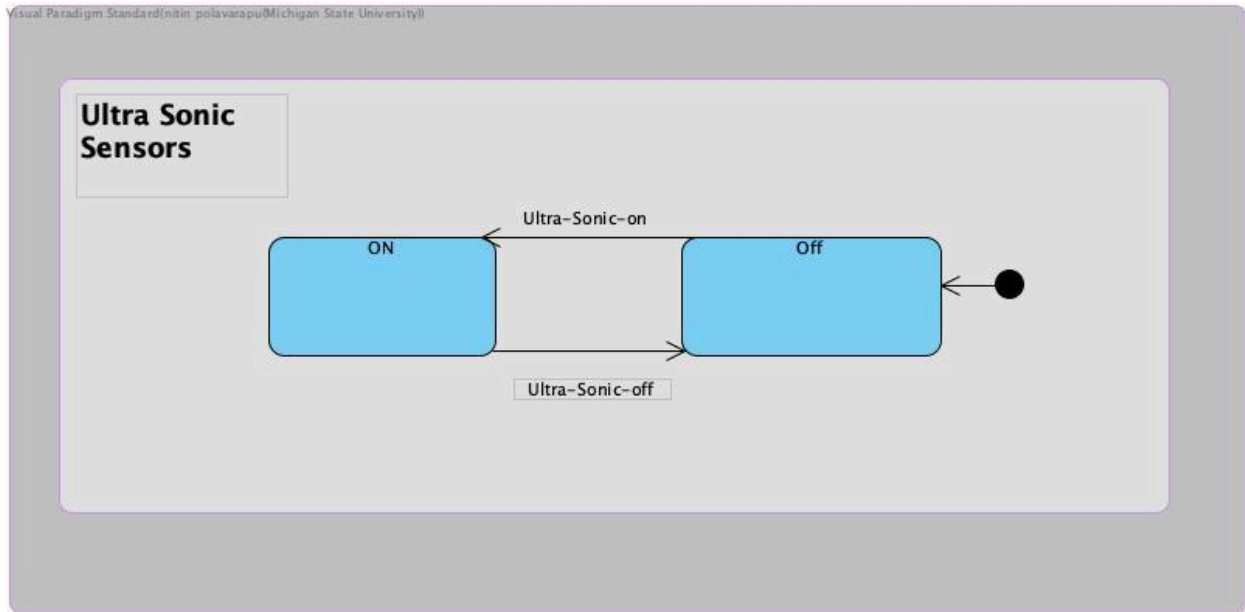 Visual Paradigm Standard(nitin polavarapu(Michigan State University))
Ultra Sonic
Sensors
Ultra-Sonic-on
ON
Off
Ultra-Sonic-off